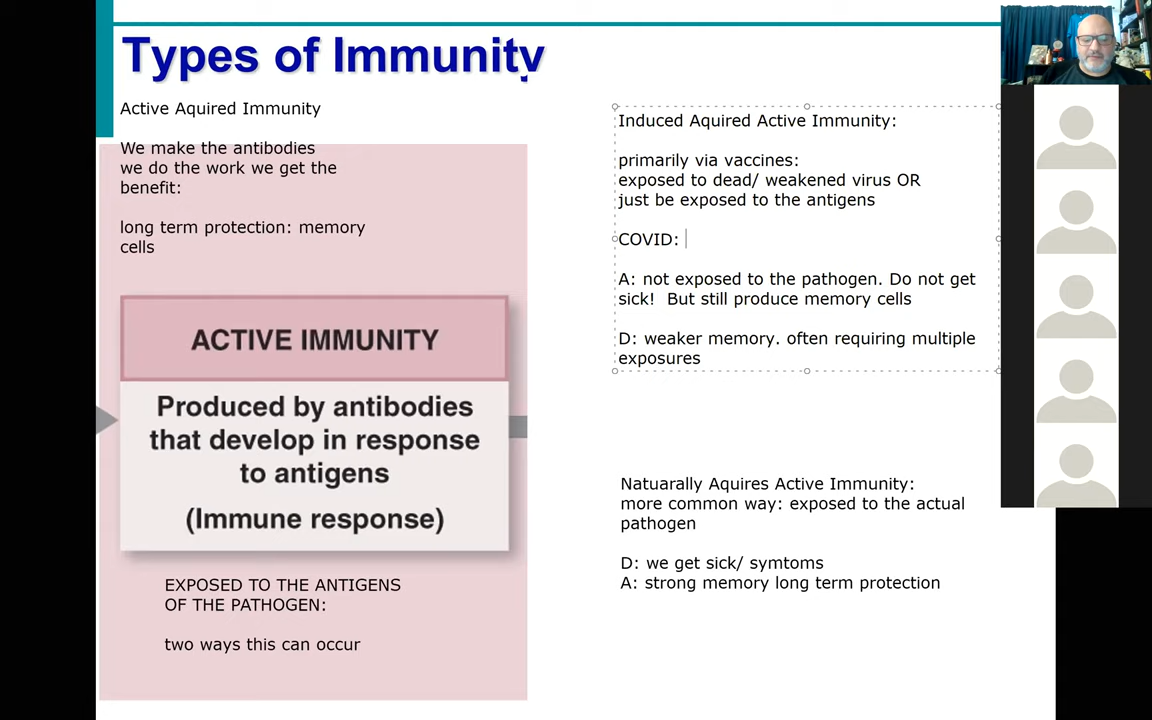 Types of Immunity
Active Aquired Immunity
We make the antibodies
we do the work we get the
benefit:
long term protection: memory
cells
ACTIVE IMMUNITY
Produced by antibodies
that develop in response
to antigens
(Immune response)
EXPOSED TO THE ANTIGENS
OF THE PATHOGEN:
two ways this can occur
Induced Aquired Active Immunity:
primarily via vaccines:
exposed to dead/ weakened virus OR
just be exposed to the antigens
COVID:
A: not exposed to the pathogen. Do not get
sick!  But still produce memory cells
D: weaker memory. often requiring multiple
exposures
Natuarally Aquires Active Immunity:
more common way: exposed to the actual
pathogen
D: we get sick/ symtoms
A: strong memory long term protection